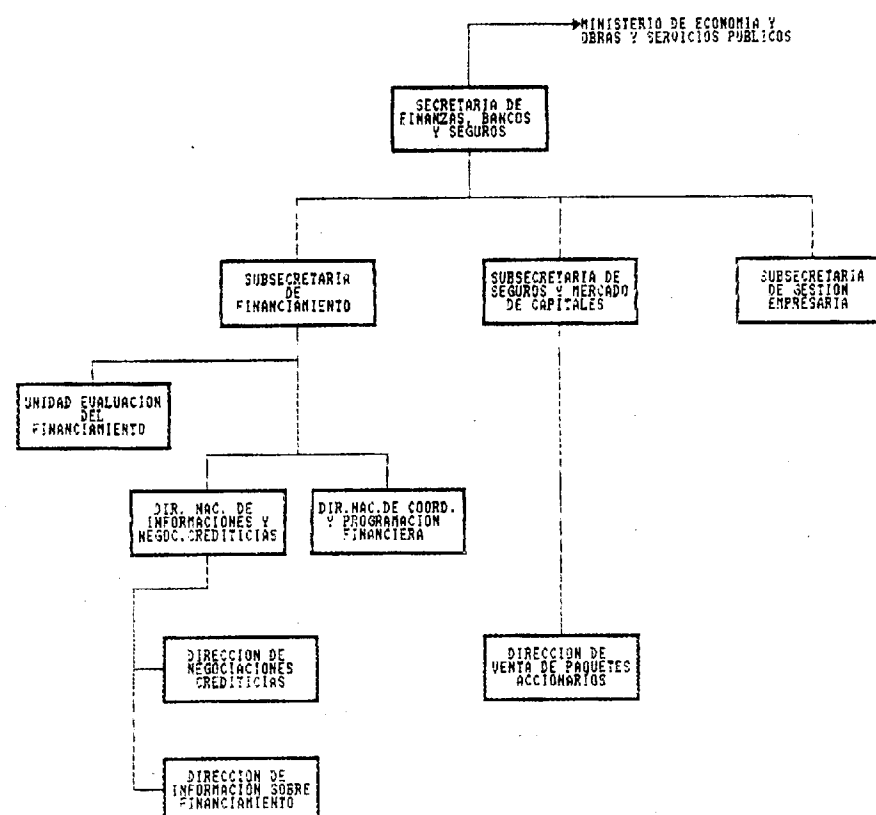 MINISTERIO DE ECONOMIA Y
OBRAS Y SERVICIOS PUBLICOS
SECRETARIA DE
FINANZAS, BANCOS
Y SEGUROS
SUBSECRETARIA
DE
FINANCIAMIENTO
SUBSECRETARIA DE
SEGUROS Y MERCADO
DE CAPITALES
SUBSECRETARIA
DE GESTION
EMPRESARIA
UNIDAD EVALUACION
DEL
FINANCIAMIENTO
DIR. NAC. DE
INFORMACIONES Y
NEGOC.CREDITICIAS
DIR.NAC.DE COORD.
Y PROGRAMACION
FINANCIERA
DIRECCION DE
NEGOCIACIONES
CREDITICIAS
DIRECCION DE
VENTA DE PAQUETES
ACCIONARIOS
DIRECCION DE
INFORMACIÓN SOBRE
FINANCIAMIENTO